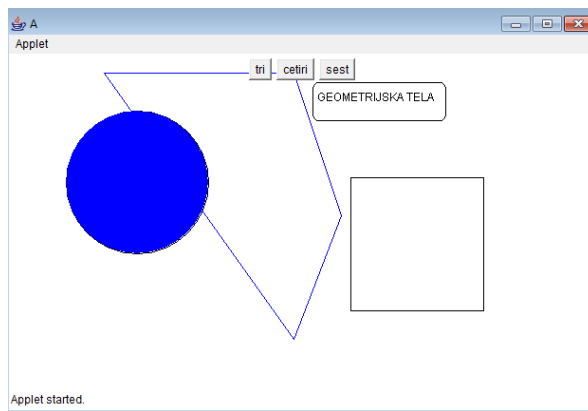 A
Applet
tri cetiri sest
GEOMETRIJSKA TELA
Applet started.